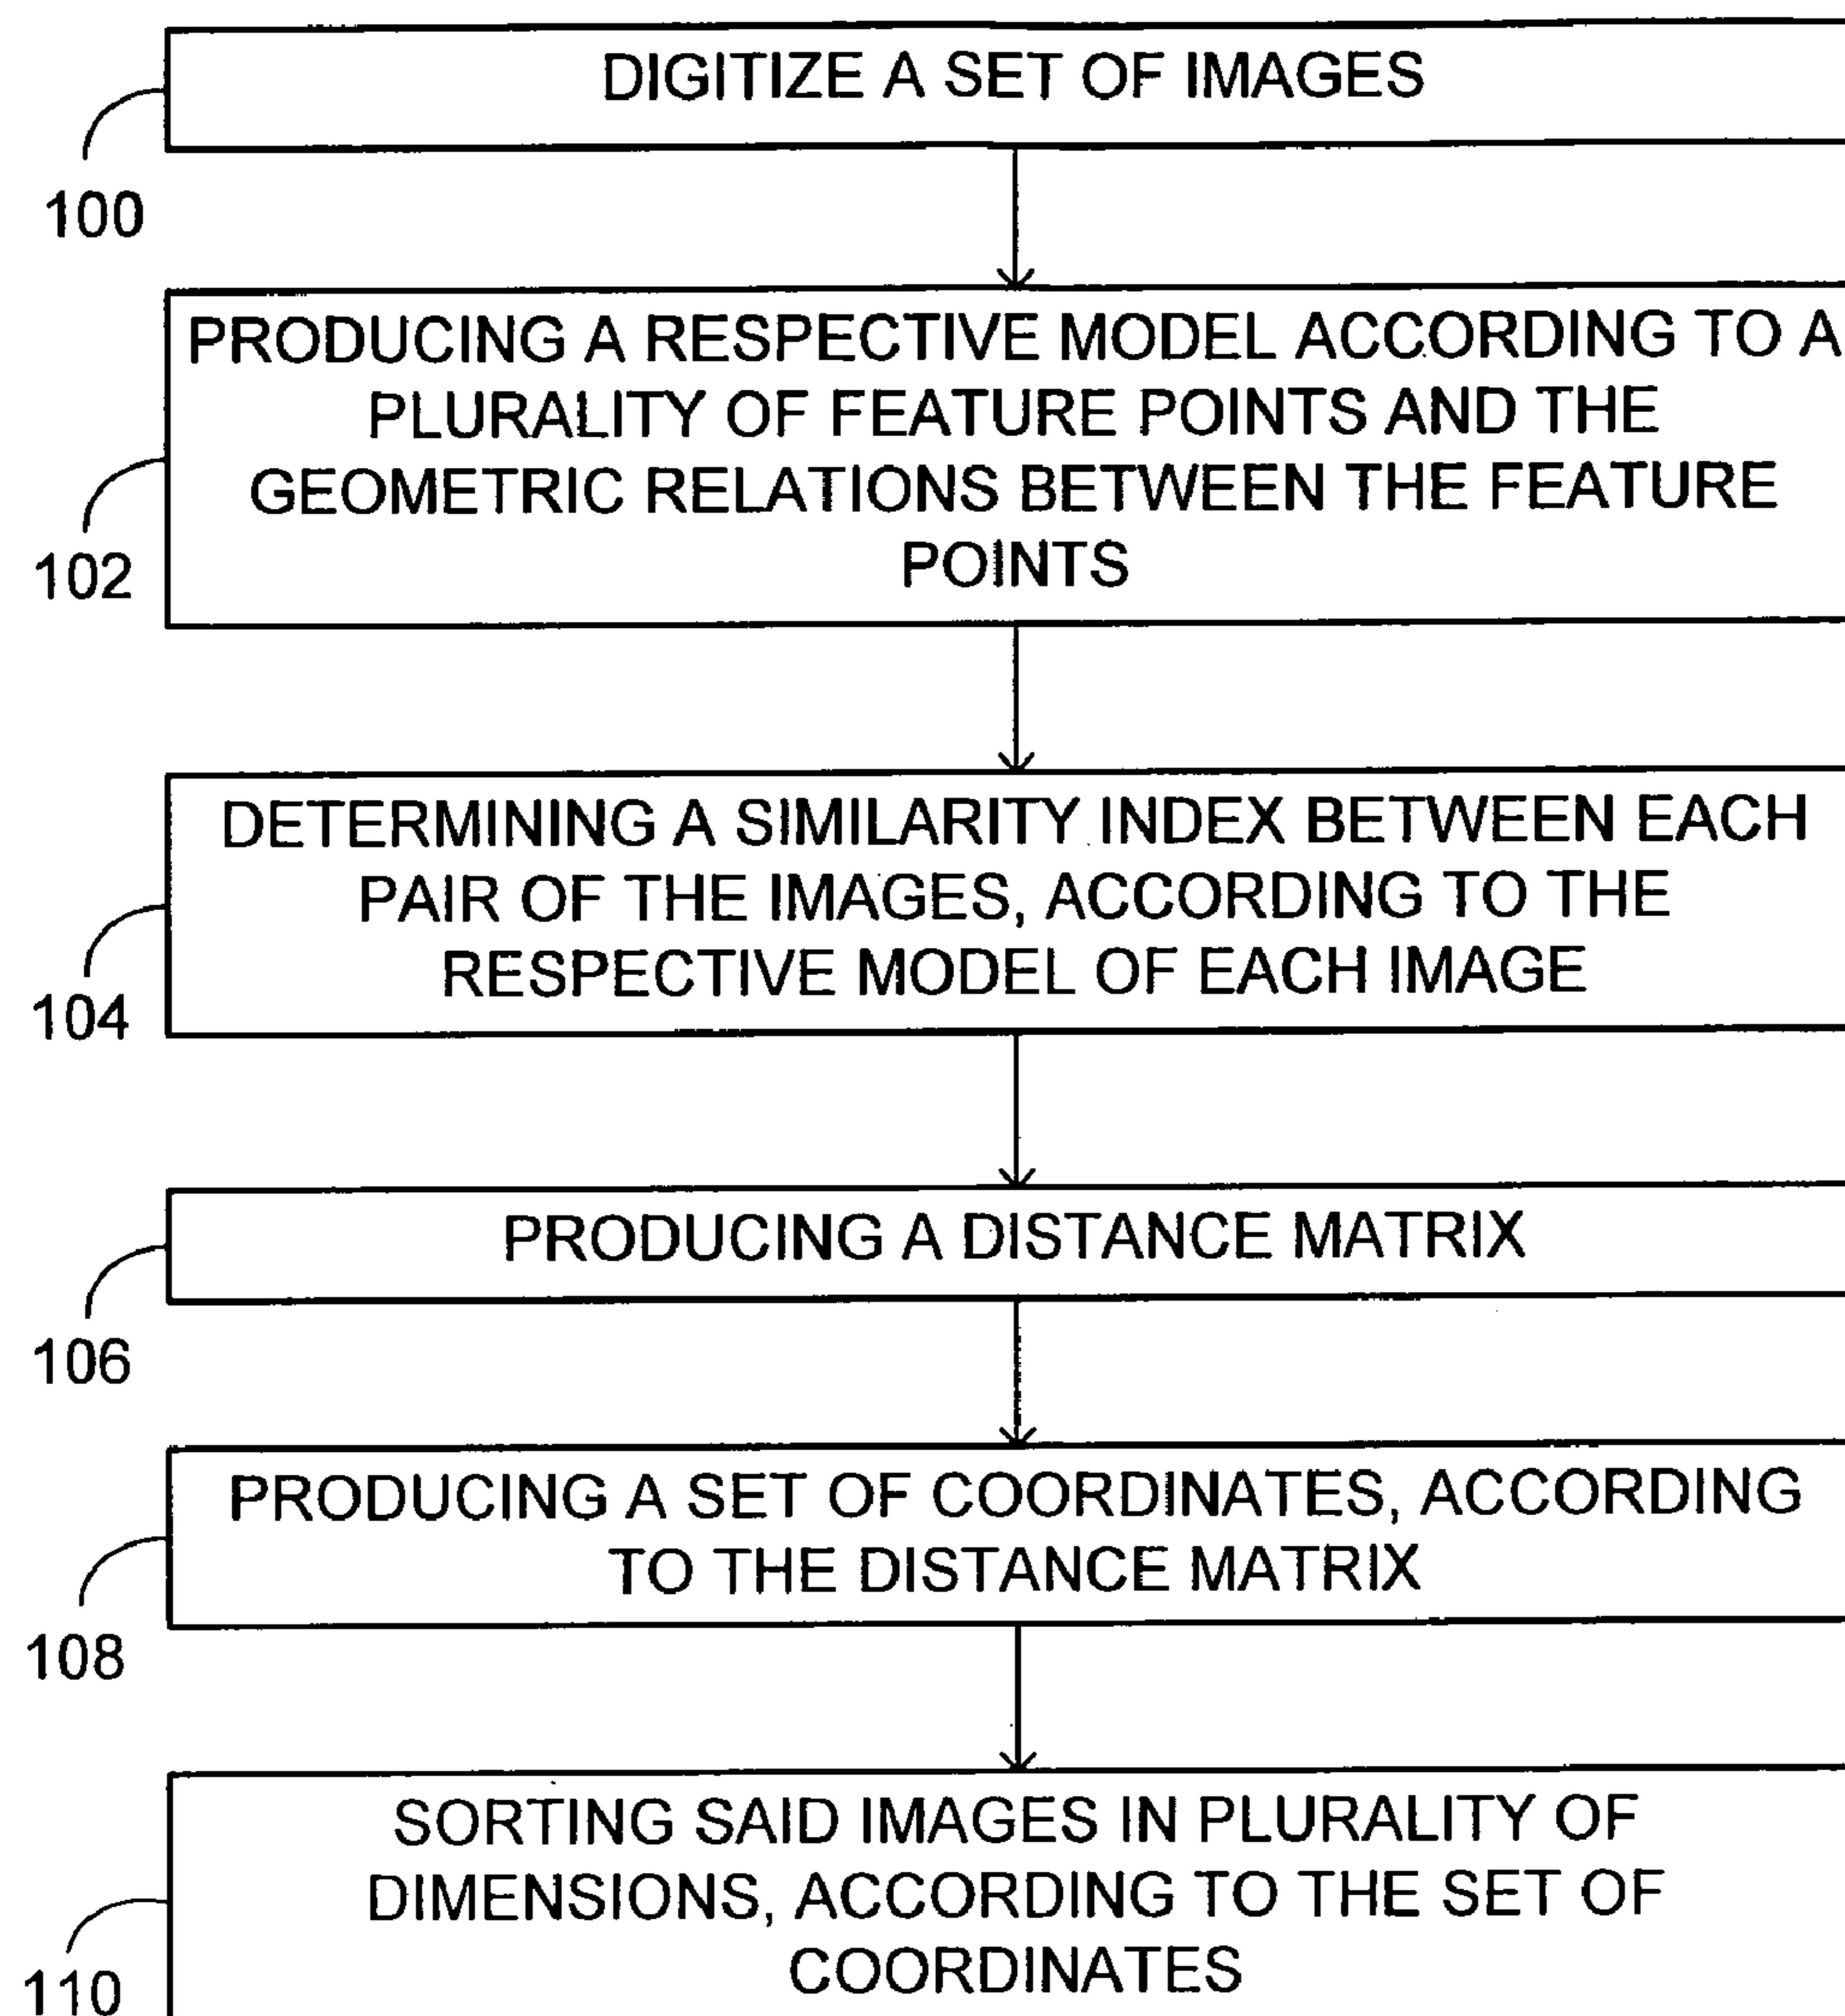 DIGITIZE A SET OF IMAGES
100
PRODUCING A RESPECTIVE MODEL ACCORDING TO A
PLURALITY OF FEATURE POINTS AND THE
GEOMETRIC RELATIONS BETWEEN THE FEATURE
POINTS
102
DETERMINING A SIMILARITY INDEX BETWEEN EACH
PAIR OF THE IMAGES, ACCORDING TO THE
RESPECTIVE MODEL OF EACH IMAGE
104
PRODUCING A DISTANCE MATRIX
106
PRODUCING A SET OF COORDINATES, ACCORDING
TO THE DISTANCE MATRIX
108
SORTING SAID IMAGES IN PLURALITY OF
DIMENSIONS, ACCORDING TO THE SET OF
COORDINATES
110